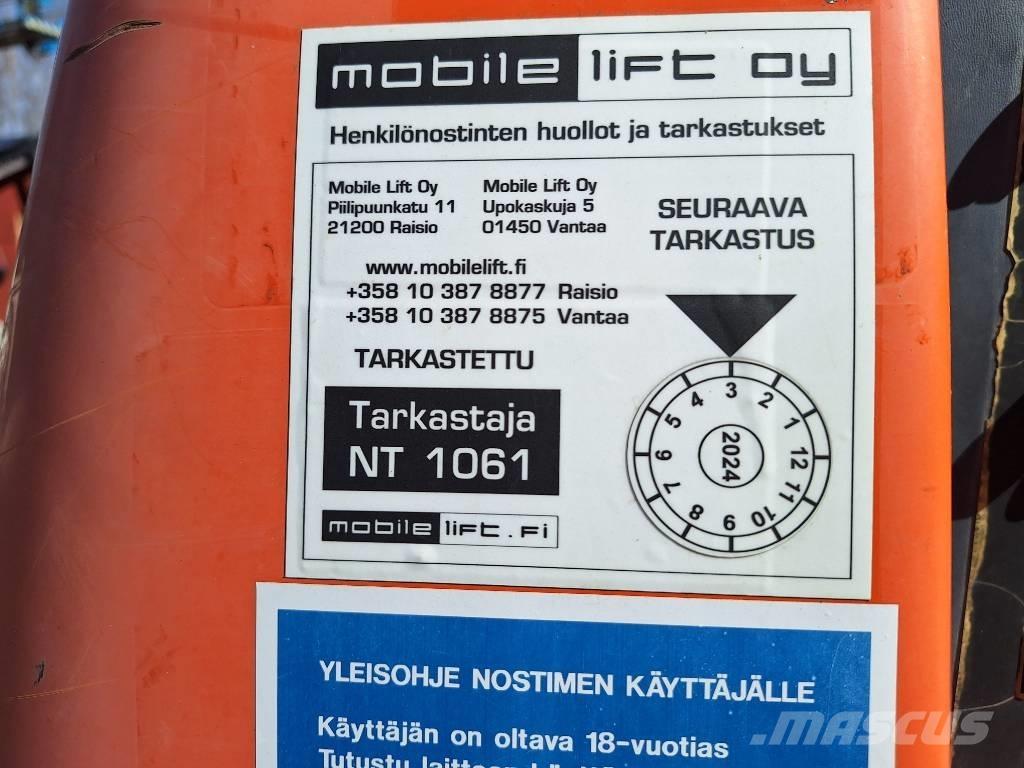 mobile lift oy
Henkilönostinten huollot ja tarkastukset
Mobile Lift Oy
Piilipuunkatu 11
21200 Raisio
Mobile Lift Oy
Upokaskuja 5
01450 Vantaa
www.mobilelift.fi
+358 10 387 8877 Raisio
+358 10 387 8875 Vantaa
TARKASTETTU
Tarkastaja
NT 1061
mobile lift.fi
SEURAAVA
TARKASTUS
3 2 1 12 11 10 9 8 7 6 5 4
2024
YLEISOHJE NOSTIMEN KÄYTTÄJÄLLE
Käyttäjän on oltava 18-vuotias
Tutustu
MASCUS